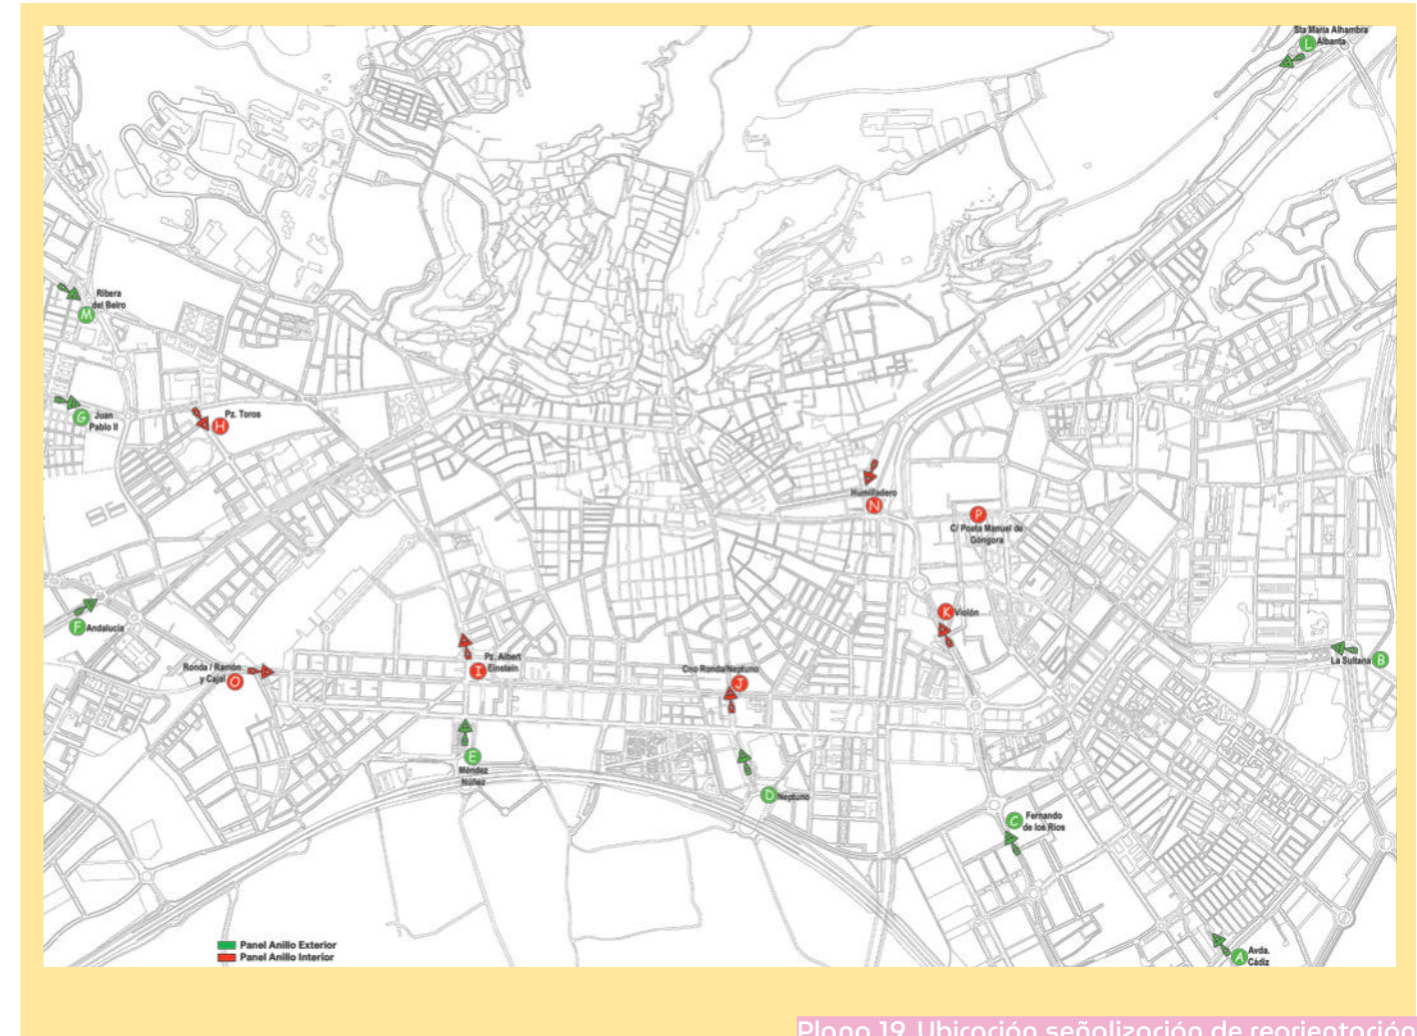 Sta María Alhambra
L Albanta
Ribera
del Beiro
M
G Juan
Pablo II
Pz. Toros
H
Humilladero
N
P
C/ Poeta Manuel de
Góngora
K Violón
F Andalucía
Pz. Albert
I Einstein
Ronda / Ramón
y Cajal O
Cno Ronda/Neptuno
J
La Sultana B
E
Méndez
Núñez
D Neptuno
C Fernando
de los Ríos
A Avda.
Cádiz
Panel Anillo Exterior
Panel Anillo Interior
Plano 19. Ubicación señalización de reorientación